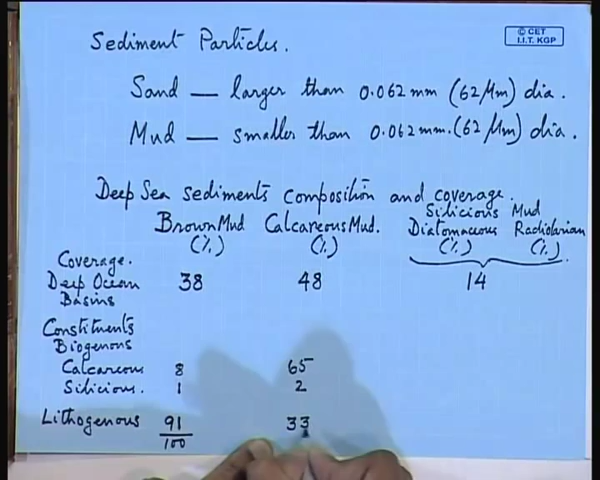 Sediment Particles.
© CET
I.I.T. KGP
Sand — larger than 0.062 mm (62 μm) dia.
Mud — smaller than 0.062 mm. (62 μm) dia.
Deep Sea sediments composition and coverage.
Silicious Mud
Brown Mud Calcareous Mud. Diatomaceous Radiolarian
(%) (%) (%) (%)
Coverage.
Deep Ocean 38 48 14
Basins
Constituents
Biogenous
Calcareous 8 65
Silicious. 1 2
Lithogenous 91 33
100